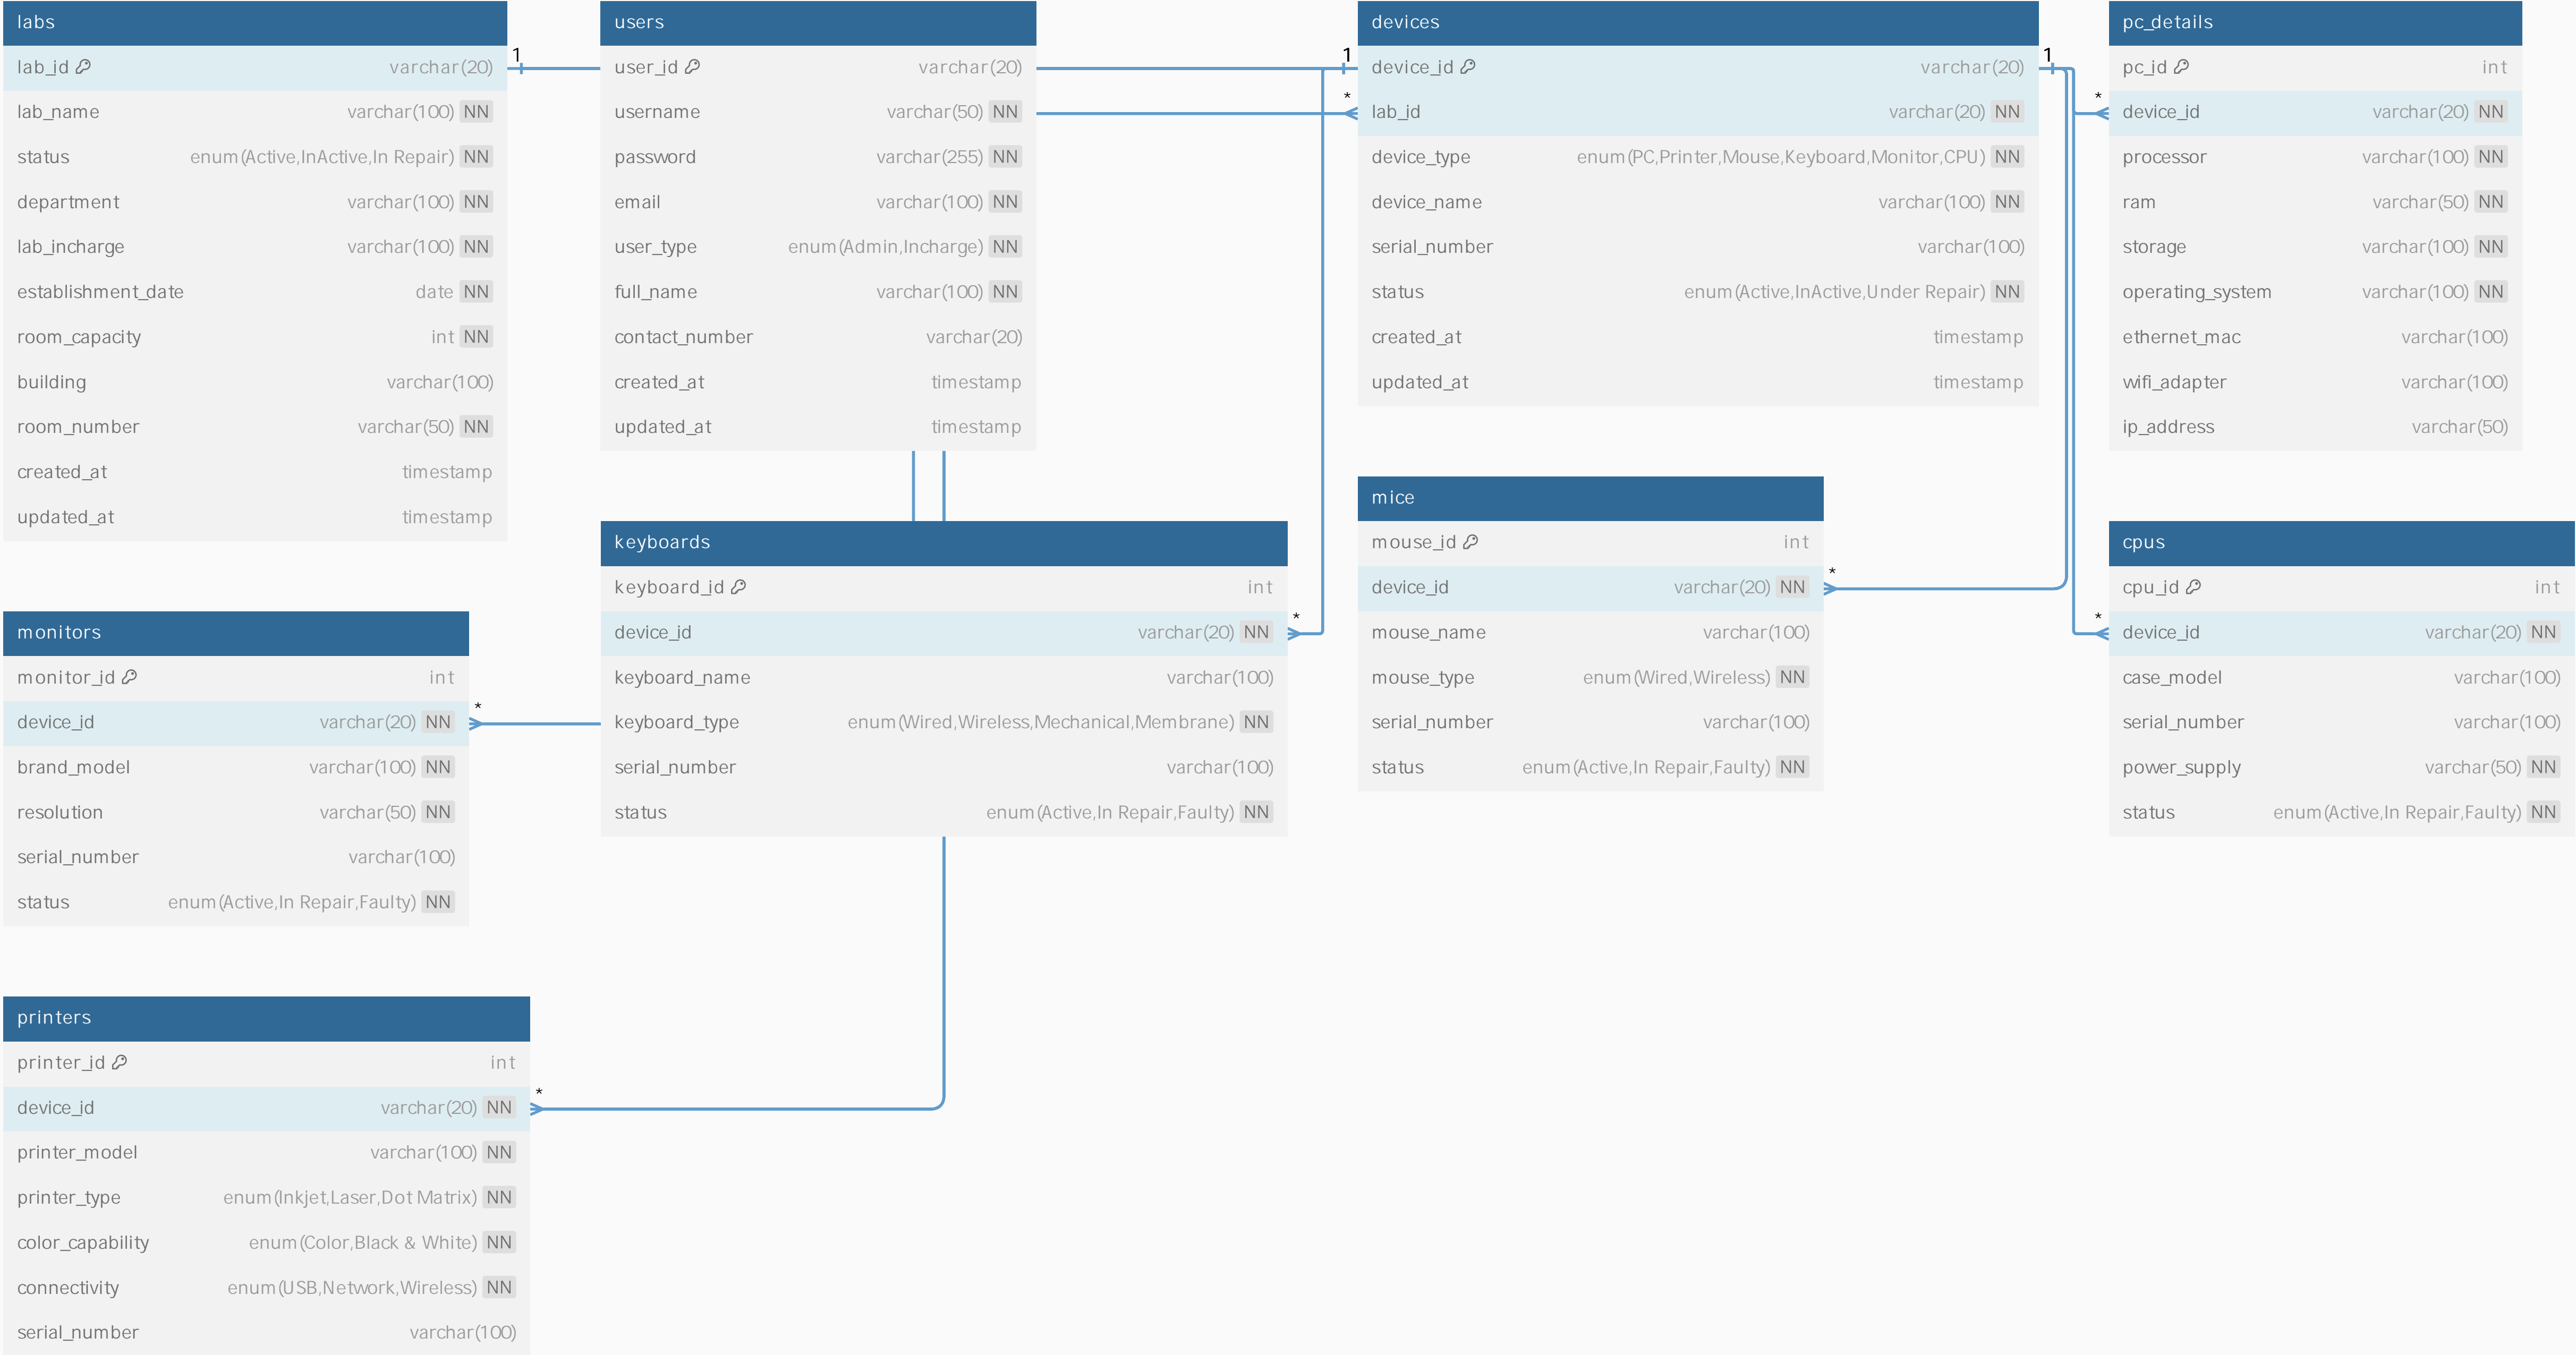 labs
lab_id varchar(20)
lab_name varchar(100) NN
status enum(Active,InActive,In Repair) NN
department varchar(100) NN
lab_incharge varchar(100) NN
establishment_date date NN
room_capacity int NN
building varchar(100)
room_number varchar(50) NN
created_at timestamp
updated_at timestamp
1
users
user_id varchar(20)
username varchar(50) NN
password varchar(255) NN
email varchar(100) NN
user_type enum(Admin,Incharge) NN
full_name varchar(100) NN
contact_number varchar(20)
created_at timestamp
updated_at timestamp
1
*
devices
device_id varchar(20)
lab_id varchar(20) NN
device_type enum(PC,Printer,Mouse,Keyboard,Monitor,CPU) NN
device_name varchar(100) NN
serial_number varchar(100)
status enum(Active,InActive,Under Repair) NN
created_at timestamp
updated_at timestamp
1
*
pc_details
pc_id int
device_id varchar(20) NN
processor varchar(100) NN
ram varchar(50) NN
storage varchar(100) NN
operating_system varchar(100) NN
ethernet_mac varchar(100)
wifi_adapter varchar(100)
ip_address varchar(50)
monitors
monitor_id int
device_id varchar(20) NN
brand_model varchar(100) NN
resolution varchar(50) NN
serial_number varchar(100)
status enum(Active,In Repair,Faulty) NN
*
keyboards
keyboard_id int
device_id varchar(20) NN
keyboard_name varchar(100)
keyboard_type enum(Wired,Wireless,Mechanical,Membrane) NN
serial_number varchar(100)
status enum(Active,In Repair,Faulty) NN
*
mice
mouse_id int
device_id varchar(20) NN
mouse_name varchar(100)
mouse_type enum(Wired,Wireless) NN
serial_number varchar(100)
status enum(Active,In Repair,Faulty) NN
*
*
cpus
cpu_id int
device_id varchar(20) NN
case_model varchar(100)
serial_number varchar(100)
power_supply varchar(50) NN
status enum(Active,In Repair,Faulty) NN
printers
printer_id int
device_id varchar(20) NN
printer_model varchar(100) NN
printer_type enum(Inkjet,Laser,Dot Matrix) NN
color_capability enum(Color,Black & White) NN
connectivity enum(USB,Network,Wireless) NN
serial_number varchar(100)
*